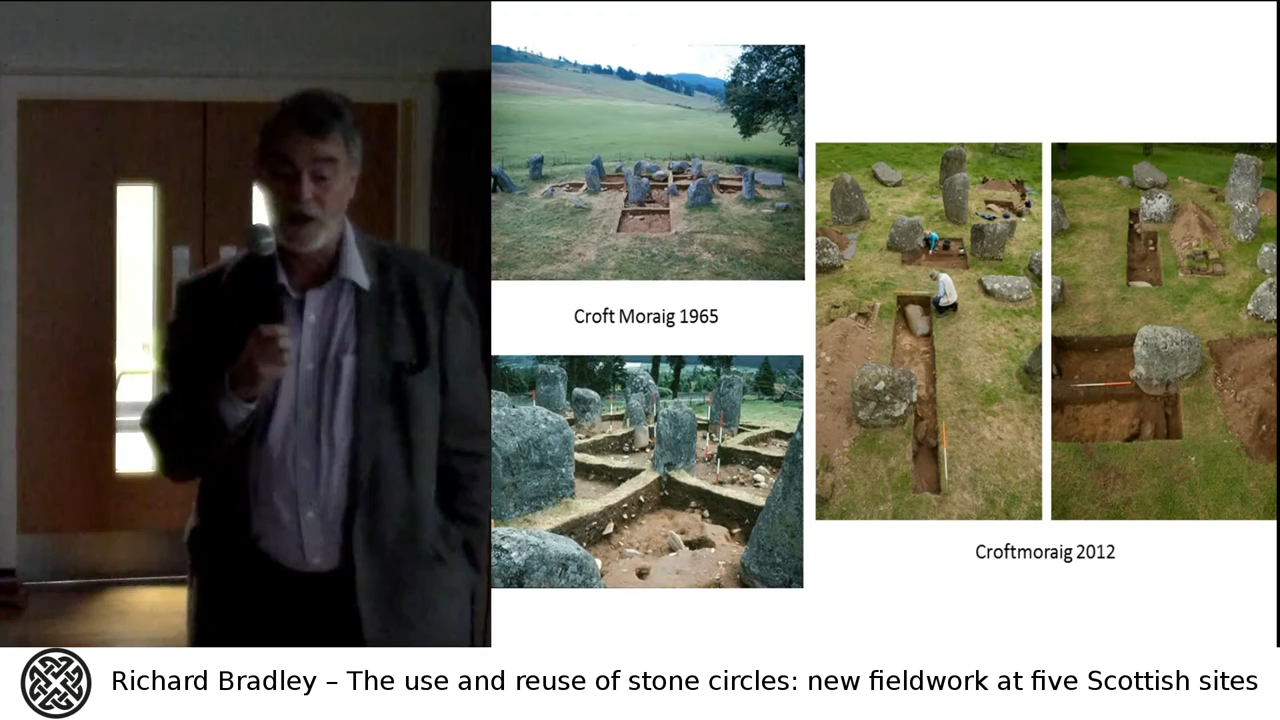 Croft Moraig 1965
Croftmoraig 2012
Richard Bradley – The use and reuse of stone circles: new fieldwork at five Scottish sites